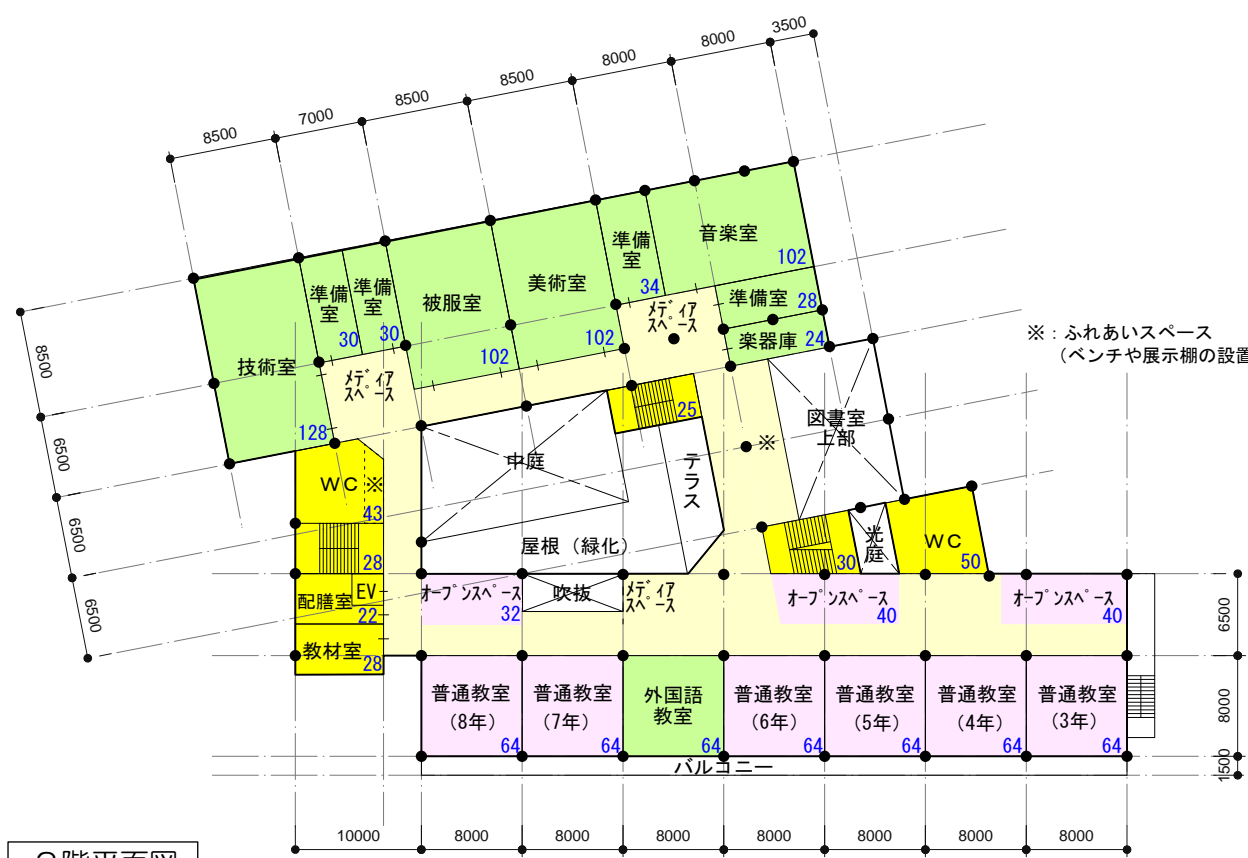 8500
7000
8500
8500
8000
8000
3500
8500
6500
6500
6500
技術室
128
準備
室
30
準備
室
30
被服室
102
美術室
102
準備
室
34
音楽室
102
準備室
28
楽器庫
24
メディア
スペース
メディア
スペース
※：ふれあいスペース
（ベンチや展示棚の設置
図書室
上部
※
25
中庭
テラス
屋根（緑化）
WC
※
43
28
EV
配膳室
22
教材室
28
30
光庭
WC
50
オープンスペース
32
吹抜
メディア
スペース
オープンスペース
40
オープンスペース
40
普通教室
(8年)
64
普通教室
(7年)
64
外国語
教室
64
普通教室
(6年)
64
普通教室
(5年)
64
普通教室
(4年)
64
普通教室
(3年)
64
バルコニー
6500
8000
1500
10000
8000
8000
8000
8000
8000
8000
8000
階平面図